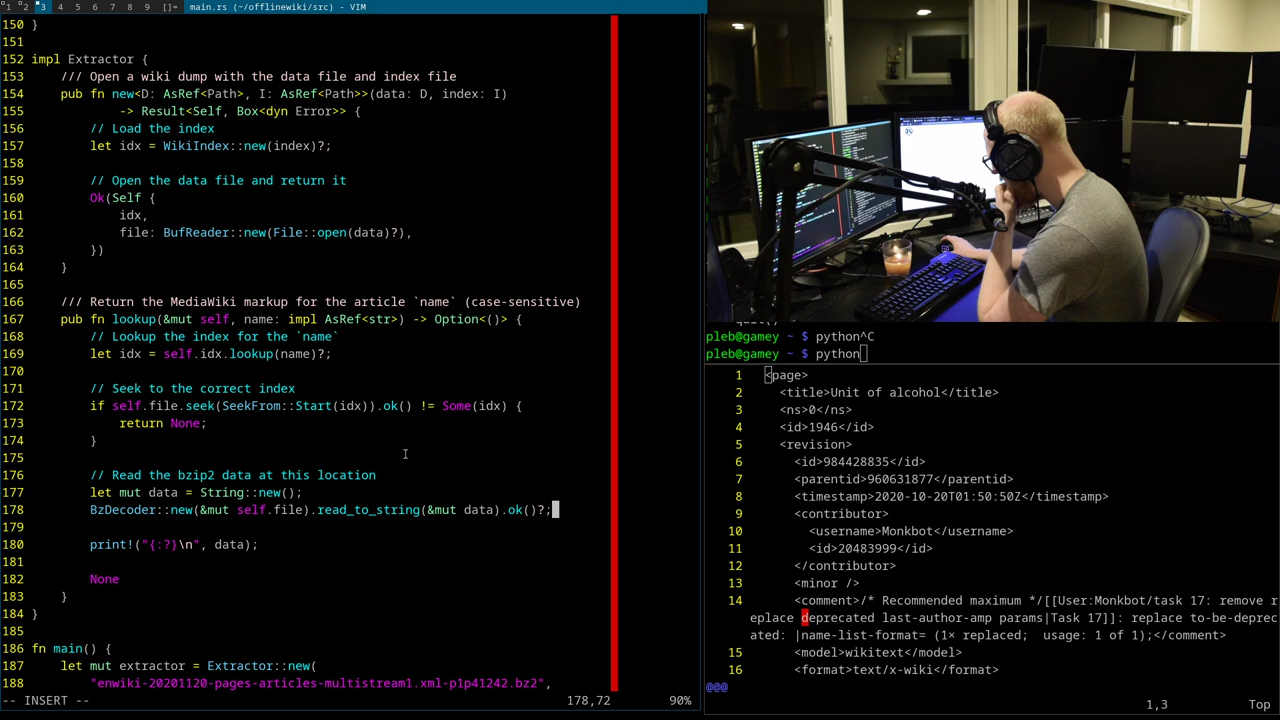 1 2 3 4 5 6 7 8 9 []= main.rs (~/offlinewiki/src) - VIM
150 }
151
152 impl Extractor {
153     /// Open a wiki dump with the data file and index file
154     pub fn new<D: AsRef<Path>, I: AsRef<Path>>(data: D, index: I)
155             -> Result<Self, Box<dyn Error>> {
156         // Load the index
157         let idx = WikiIndex::new(index)?;
158
159         // Open the data file and return it
160         Ok(Self {
161             idx,
162             file: BufReader::new(File::open(data)?),
163         })
164     }
165
166     /// Return the MediaWiki markup for the article `name` (case-sensitive)
167     pub fn lookup(&mut self, name: impl AsRef<str>) -> Option<()> {
168         // Lookup the index for the `name`
169         let idx = self.idx.lookup(name)?;
170
171         // Seek to the correct index
172         if self.file.seek(SeekFrom::Start(idx)).ok() != Some(idx) {
173             return None;
174         }
175
176         // Read the bzip2 data at this location
177         let mut data = String::new();
178         BzDecoder::new(&mut self.file).read_to_string(&mut data).ok()?;
179
180         print!("{:?}\n", data);
181
182         None
183     }
184 }
185
186 fn main() {
187     let mut extractor = Extractor::new(
188         "enwiki-20201120-pages-articles-multistream1.xml-p1p41242.bz2",
-- INSERT -- 178,72 90%
pleb@gamey ~ $ python^C
pleb@gamey ~ $ python
1   <page>
2     <title>Unit of alcohol</title>
3     <ns>0</ns>
4     <id>1946</id>
5     <revision>
6       <id>984428835</id>
7       <parentid>960631877</parentid>
8       <timestamp>2020-10-20T01:50:50Z</timestamp>
9       <contributor>
10         <username>Monkbot</username>
11         <id>20483999</id>
12       </contributor>
13       <minor />
14       <comment>/* Recommended maximum */[[User:Monkbot/task 17: remove r
eplace deprecated last-author-amp params|Task 17]]: replace to-be-deprec
ated: |name-list-format= (1× replaced;  usage: 1 of 1);</comment>
15       <model>wikitext</model>
16       <format>text/x-wiki</format>
@@@
1,3 Top